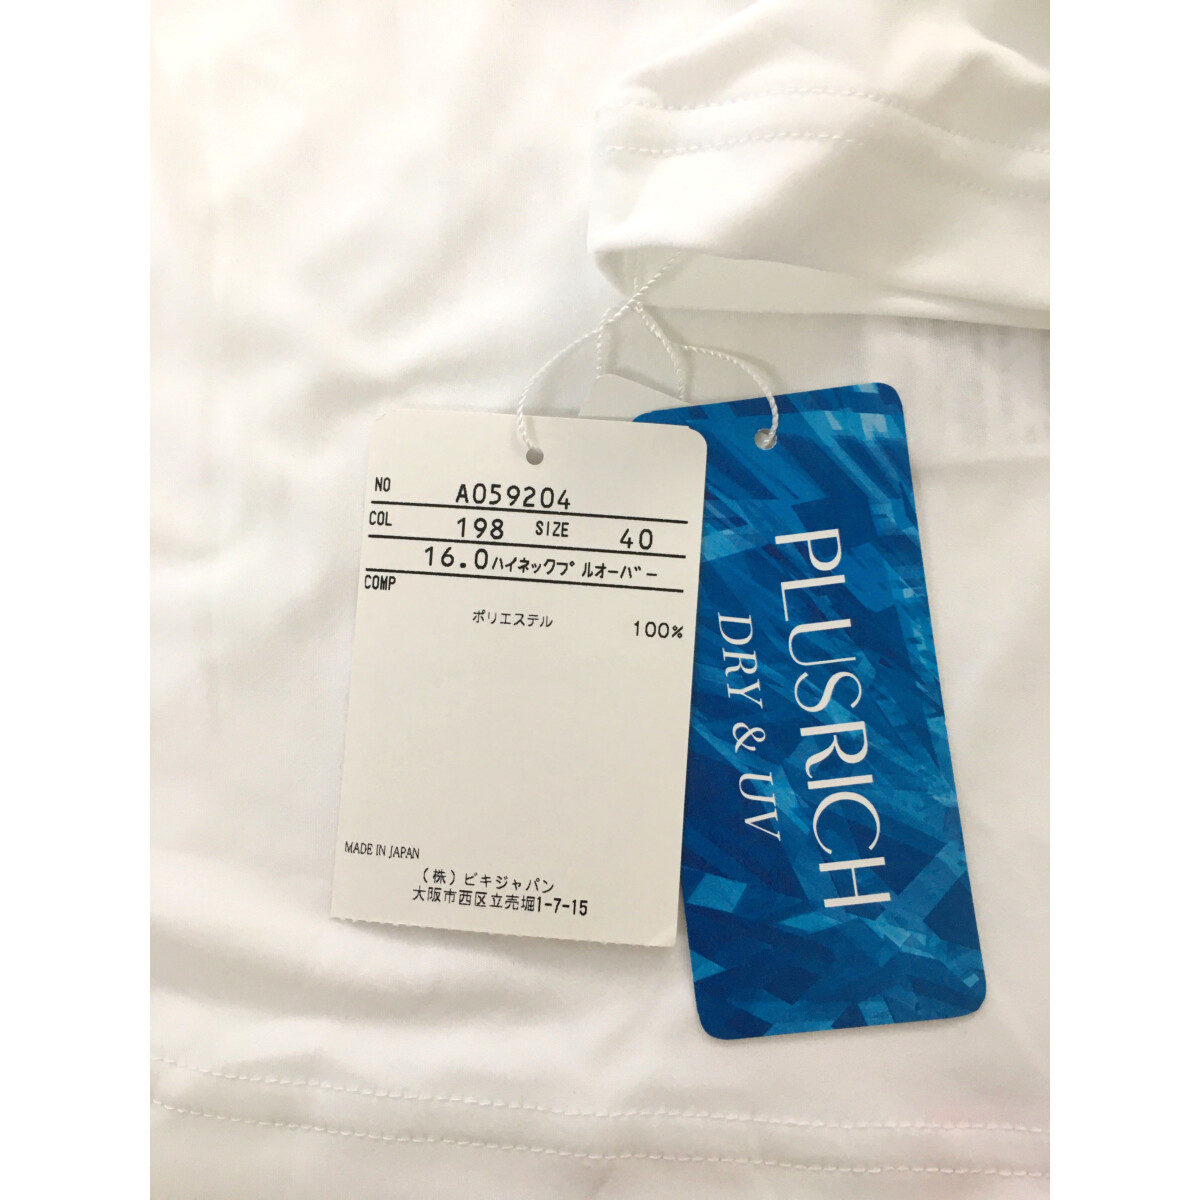 NO A059204
COL 198 SIZE 40
16.0ハイネックプルオーバー
COMP
ポリエステル 100%
MADE IN JAPAN
(株)ビキジャパン
大阪市西区立売堀1-7-15
PLUSRICH
DRY & UV